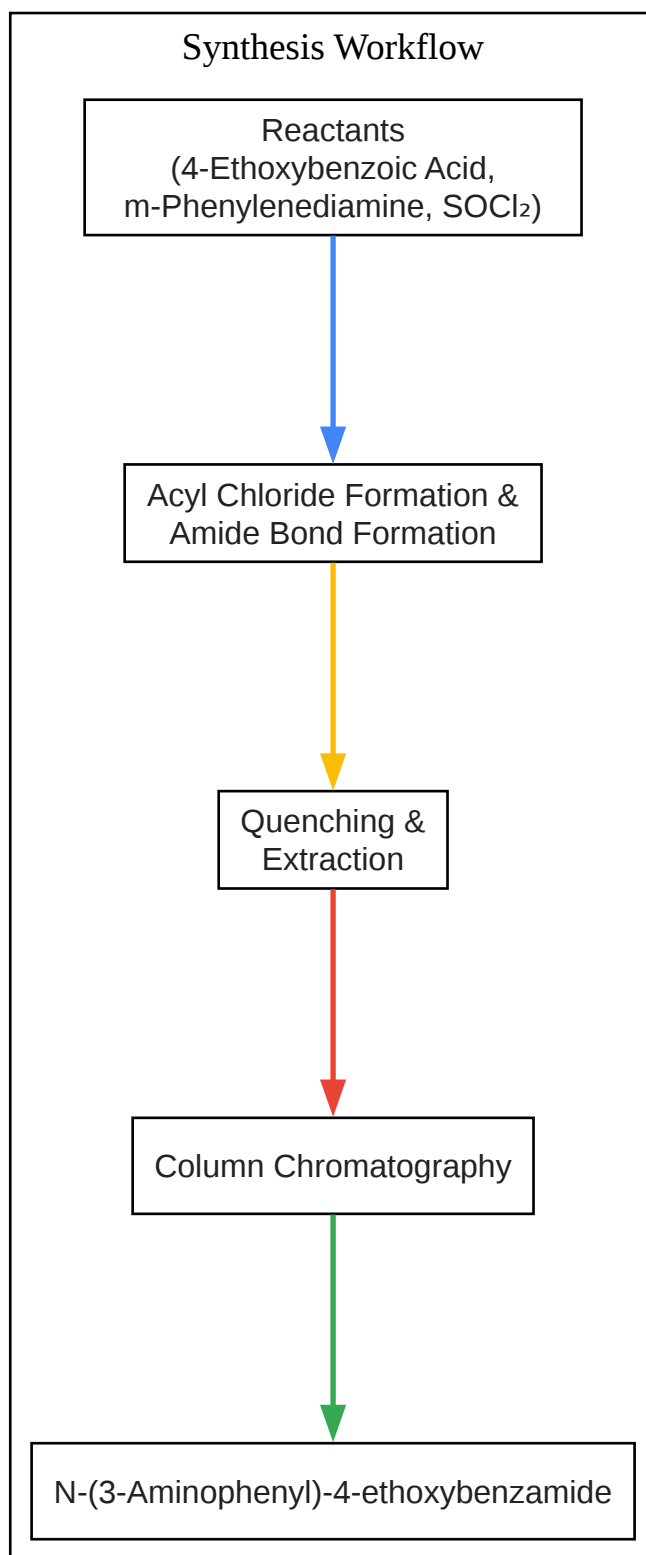 Synthesis Workflow
Reactants
(4-Ethoxybenzoic Acid,
m-Phenylenediamine, SOCl₂)
Acyl Chloride Formation &
Amide Bond Formation
Quenching &
Extraction
Column Chromatography
N-(3-Aminophenyl)-4-ethoxybenzamide